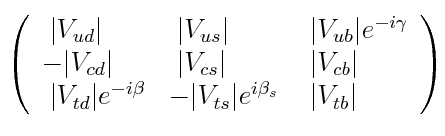 |V_{ud}| |V_{us}| |V_{ub}|e^{-iγ}
-|V_{cd}| |V_{cs}| |V_{cb}|
|V_{td}|e^{-iβ} -|V_{ts}|e^{iβ_s} |V_{tb}|